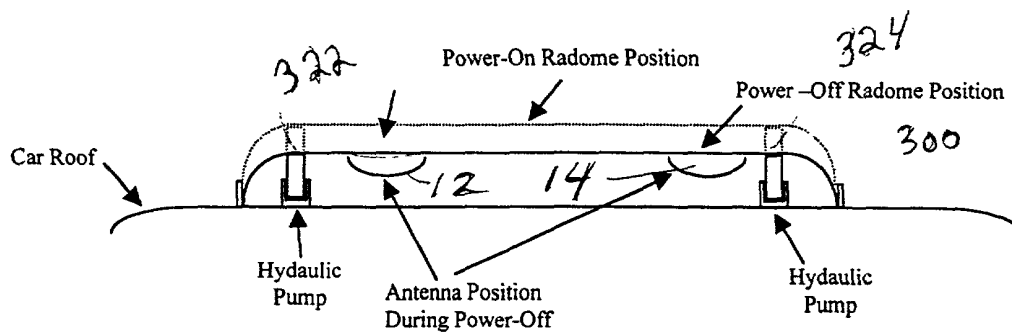 322
324
Power-On Radome Position
Power –Off Radome Position
300
Car Roof
12
14
Hydaulic
Pump
Antenna Position
During Power-Off
Hydaulic
Pump